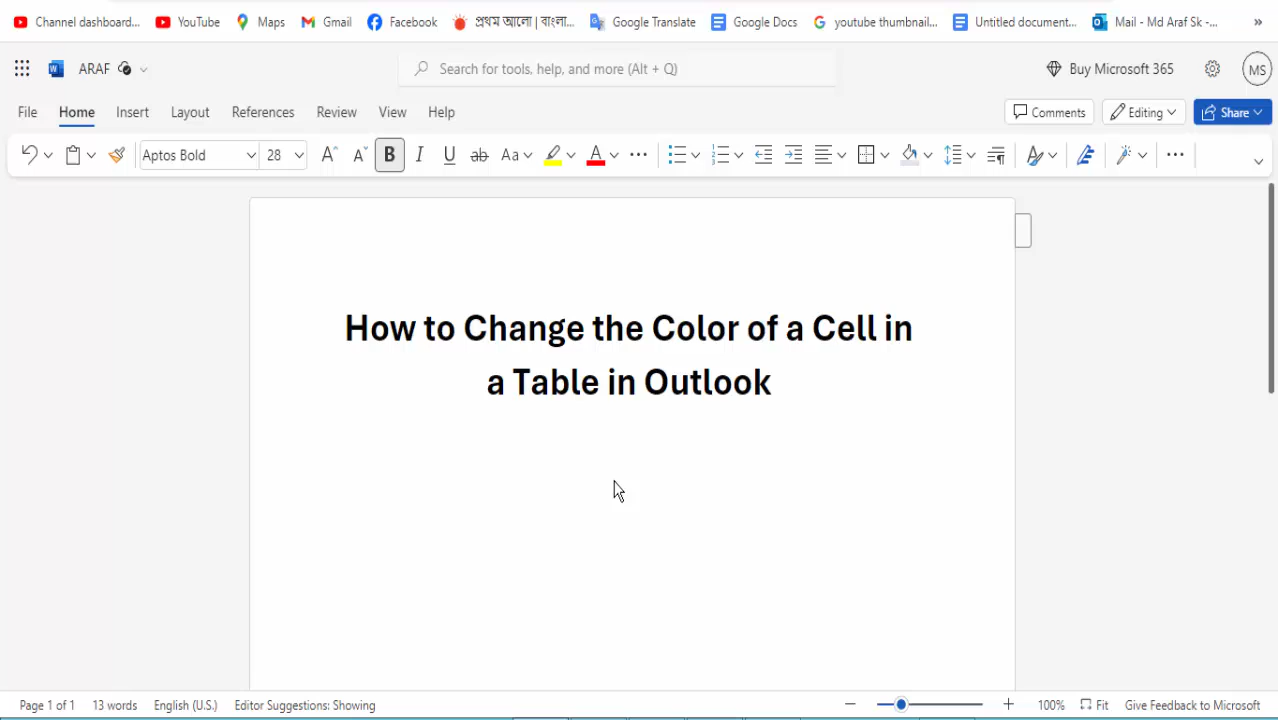 Channel dashboard... YouTube Maps Gmail Facebook প্রথম আলো | বাংলা... Google Translate Google Docs youtube thumbnail... Untitled document... Mail - Md Araf Sk -... »
ARAF Search for tools, help, and more (Alt + Q) Buy Microsoft 365 MS
File Home Insert Layout References Review View Help Comments Editing Share
Aptos Bold 28 A A B I U ab Aa A
How to Change the Color of a Cell in
a Table in Outlook
Page 1 of 1 13 words English (U.S.) Editor Suggestions: Showing 100% Fit Give Feedback to Microsoft